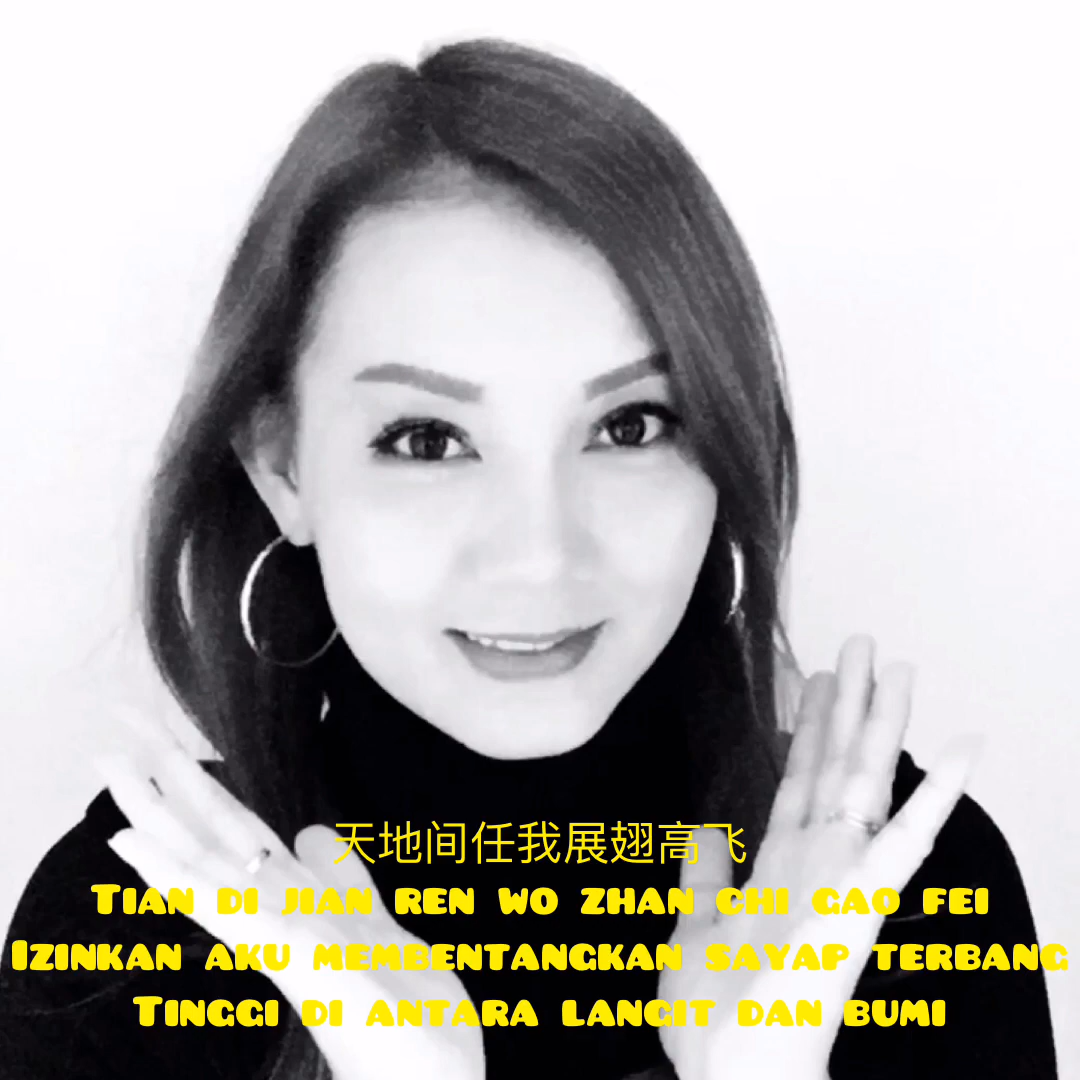 天地间任我展翅高飞
Tian di jian ren wo zhan chi gao fei
Izinkan aku membentangkan sayap terbang
Tinggi di antara langit dan bumi